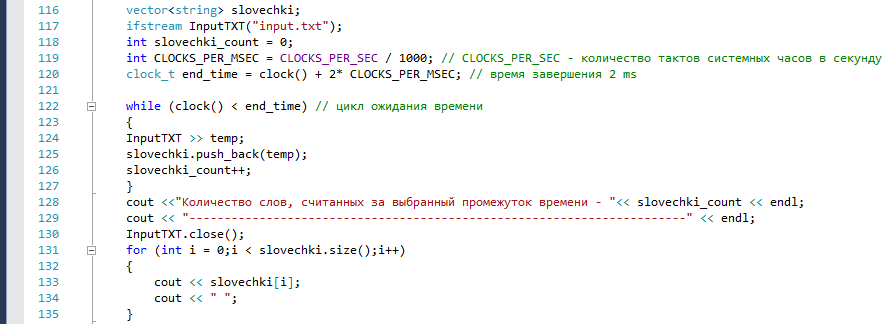 116 vector<string> slovechki;
117 ifstream InputTXT("input.txt");
118 int slovechki_count = 0;
119 int CLOCKS_PER_MSEC = CLOCKS_PER_SEC / 1000; // CLOCKS_PER_SEC - количество тактов системных часов в секунду
120 clock_t end_time = clock() + 2* CLOCKS_PER_MSEC; // время завершения 2 ms
121
122 while (clock() < end_time) // цикл ожидания времени
123 {
124 InputTXT >> temp;
125 slovechki.push_back(temp);
126 slovechki_count++;
127 }
128 cout <<"Количество слов, считанных за выбранный промежуток времени - "<< slovechki_count << endl;
129 cout << "-----------------------------------------------------------------------" << endl;
130 InputTXT.close();
131 for (int i = 0;i < slovechki.size();i++)
132 {
133 cout << slovechki[i];
134 cout << " ";
135 }